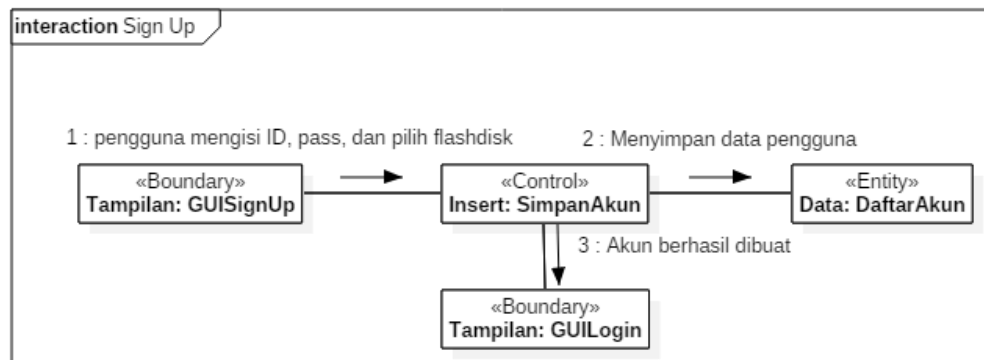 interaction Sign Up
1 : pengguna mengisi ID, pass, dan pilih flashdisk
2 : Menyimpan data pengguna
«Boundary»
Tampilan: GUISignUp
«Control»
Insert: SimpanAkun
«Entity»
Data: DaftarAkun
3 : Akun berhasil dibuat
«Boundary»
Tampilan: GUILogin